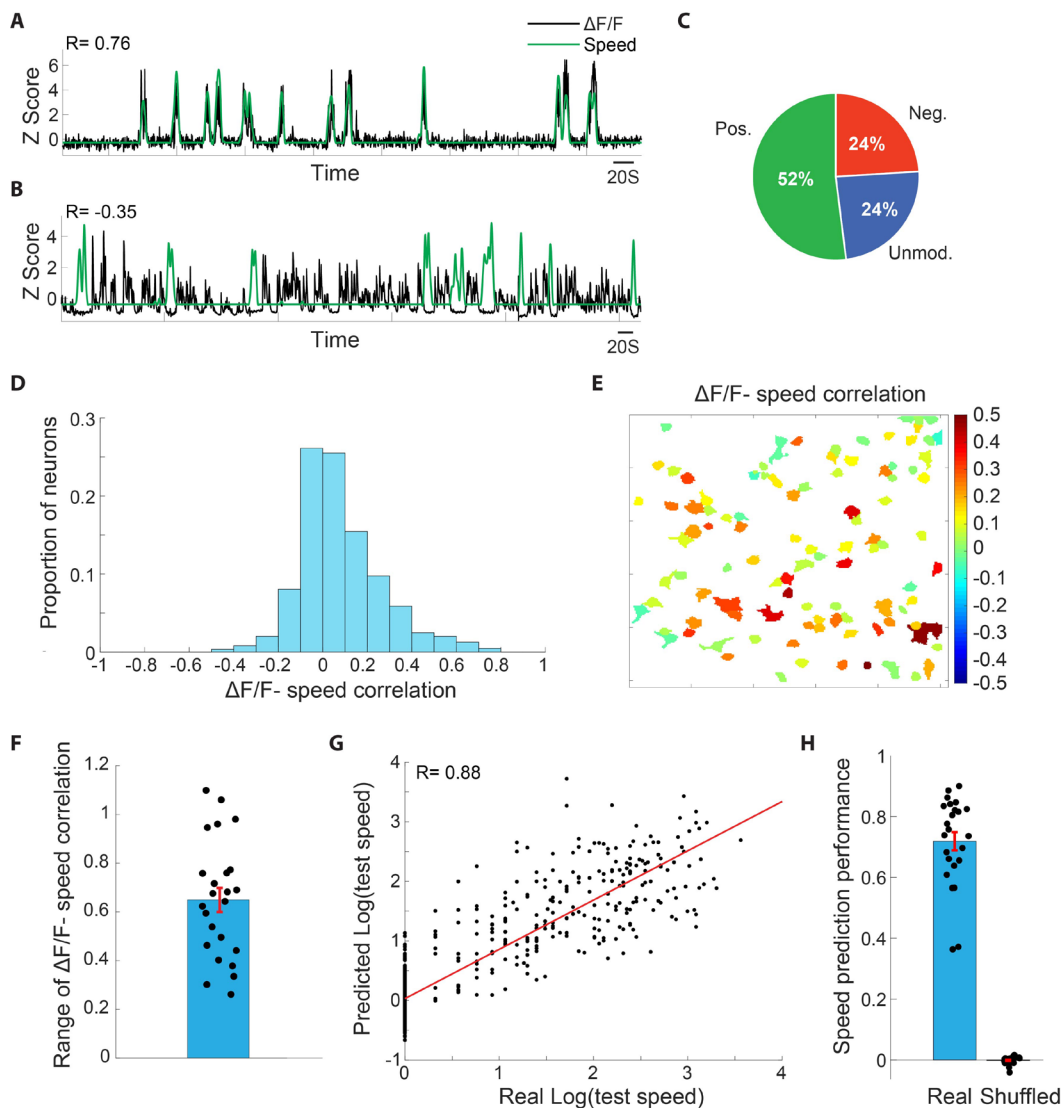 A
R= 0.76
ΔF/F
Speed
6
4
2
0
Z Score
Time
20S
B
R= -0.35
4
2
0
Z Score
Time
20S
C
Pos.
Neg.
52%
24%
24%
Unmod.
D
0.3
0.2
0.1
0
Proportion of neurons
-1 -0.8 -0.6 -0.4 -0.2 0 0.2 0.4 0.6 0.8 1
ΔF/F- speed correlation
E
ΔF/F- speed correlation
0.5
0.4
0.3
0.2
0.1
0
-0.1
-0.2
-0.3
-0.4
-0.5
F
1.2
1
0.8
0.6
0.4
0.2
0
Range of ΔF/F- speed correlation
G
R= 0.88
4
3
2
1
0
-1
Predicted Log(test speed)
0 1 2 3 4
Real Log(test speed)
H
1
0.8
0.6
0.4
0.2
0
Speed prediction performance
Real Shuffled